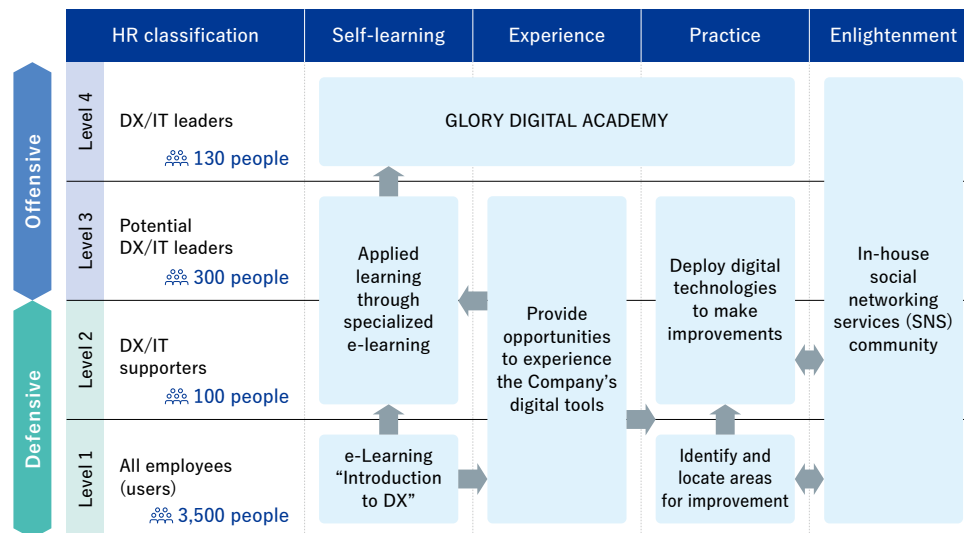 HR classification
Self-learning
Experience
Practice
Enlightenment
Offensive
Defensive
Level 4
DX/IT leaders
130 people
GLORY DIGITAL ACADEMY
Level 3
Potential
DX/IT leaders
300 people
Level 2
DX/IT
supporters
100 people
Level 1
All employees
(users)
3,500 people
Applied
learning
through
specialized
e-learning
e-Learning
“Introduction
to DX”
Provide
opportunities
to experience
the Company’s
digital tools
Deploy digital
technologies
to make
improvements
Identify and
locate areas
for improvement
In-house
social
networking
services (SNS)
community